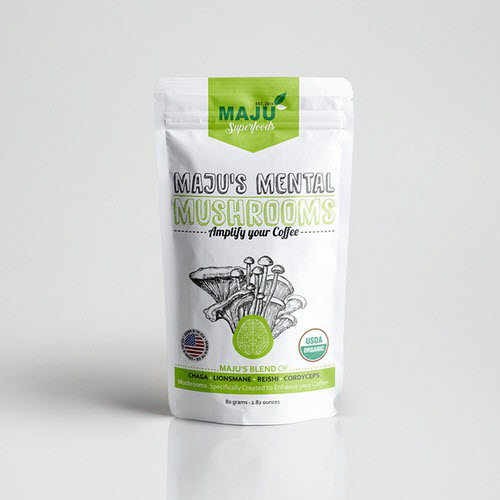 EST. 2014
MAJU
Superfoods
MAJU'S MENTAL
MUSHROOMS
Amplify your Coffee
USDA
ORGANIC
MAJU'S BLEND OF
CHAGA LIONSMANE REISHI CORDYCEPS
Mushrooms Specifically Created to Enhance your Coffee
80 grams - 2.82 ounces